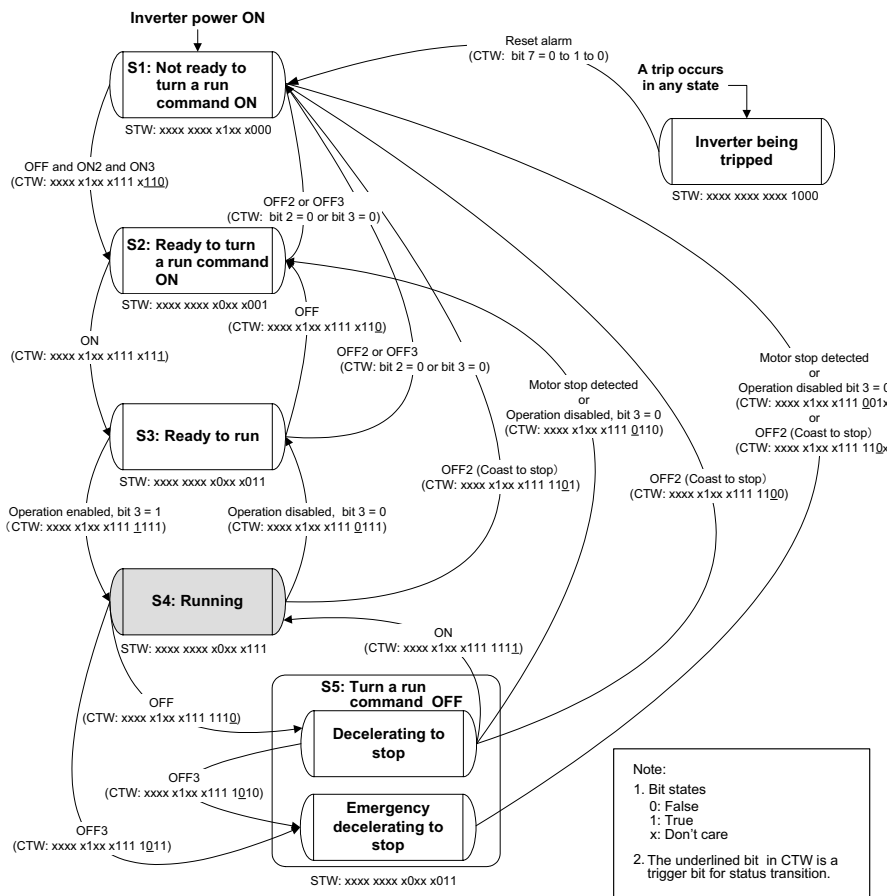 Inverter power ON
S1: Not ready to
turn a run
command ON
STW: xxxx xxxx x1xx x000
Reset alarm
(CTW: bit 7 = 0 to 1 to 0)
A trip occurs
in any state
Inverter being
tripped
STW: xxxx xxxx xxxx 1000
OFF and ON2 and ON3
(CTW: xxxx x1xx x111 x110)
OFF2 or OFF3
(CTW: bit 2 = 0 or bit 3 = 0)
S2: Ready to turn
a run command
ON
STW: xxxx xxxx x0xx x001
ON
(CTW: xxxx x1xx x111 x111)
OFF
(CTW: xxxx x1xx x111 x110)
OFF2 or OFF3
(CTW: bit 2 = 0 or bit 3 = 0)
S3: Ready to run
STW: xxxx xxxx x0xx x011
Motor stop detected
or
Operation disabled, bit 3 = 0
(CTW: xxxx x1xx x111 0110)
Motor stop detected
or
Operation disabled bit 3 = 0
(CTW: xxxx x1xx x111 001x
or
OFF2 (Coast to stop)
(CTW: xxxx x1xx x111 110x
OFF2 (Coast to stop)
(CTW: xxxx x1xx x111 1101)
OFF2 (Coast to stop)
(CTW: xxxx x1xx x111 1100)
Operation enabled, bit 3 = 1
(CTW: xxxx x1xx x111 1111)
Operation disabled, bit 3 = 0
(CTW: xxxx x1xx x111 0111)
S4: Running
STW: xxxx xxxx x0xx x111
ON
(CTW: xxxx x1xx x111 1111)
OFF
(CTW: xxxx x1xx x111 1110)
S5: Turn a run
command OFF
Decelerating to
stop
OFF3
(CTW: xxxx x1xx x111 1010)
Emergency
decelerating to
stop
OFF3
(CTW: xxxx x1xx x111 1011)
STW: xxxx xxxx x0xx x011
Note:
1. Bit states
0: False
1: True
x: Don't care
2. The underlined bit in CTW is a
trigger bit for status transition.